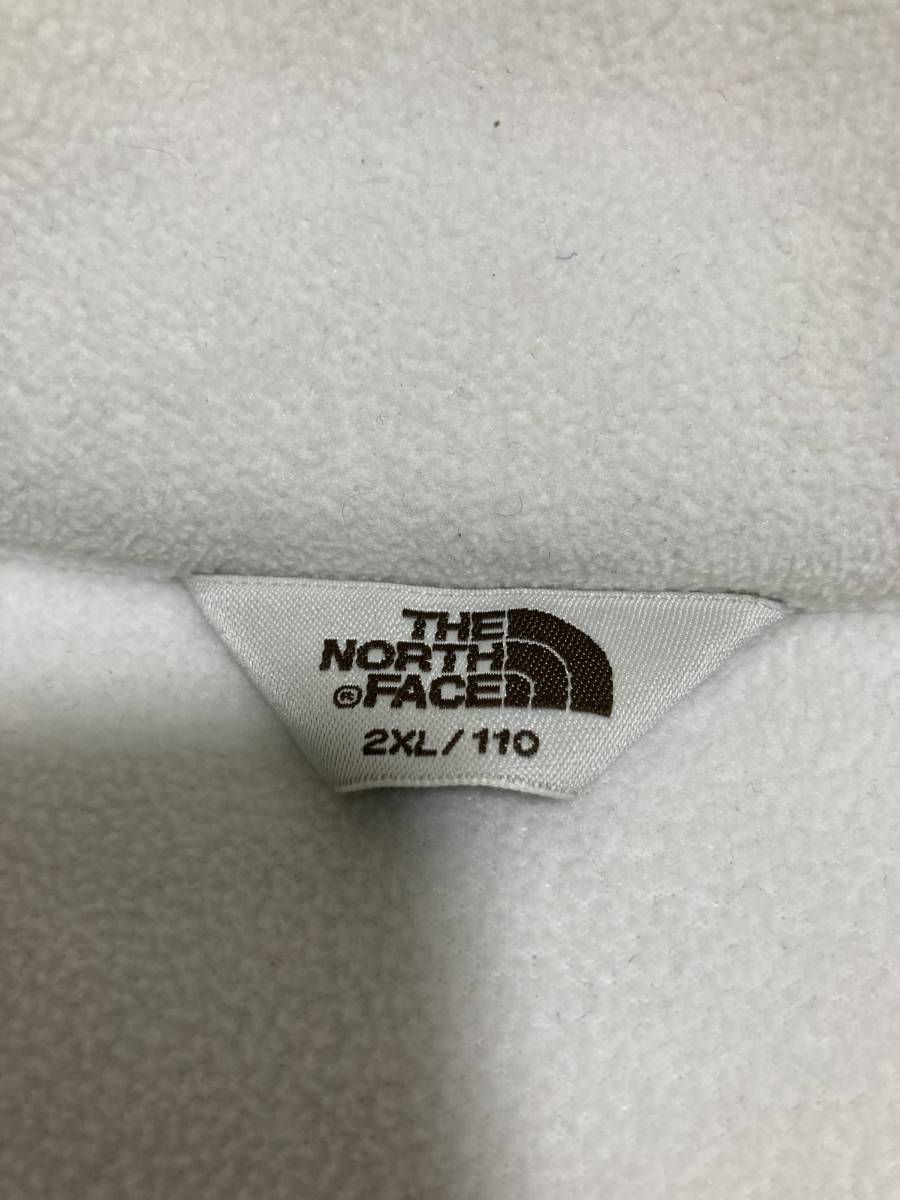 THE
NORTH
®FACE
2XL/110